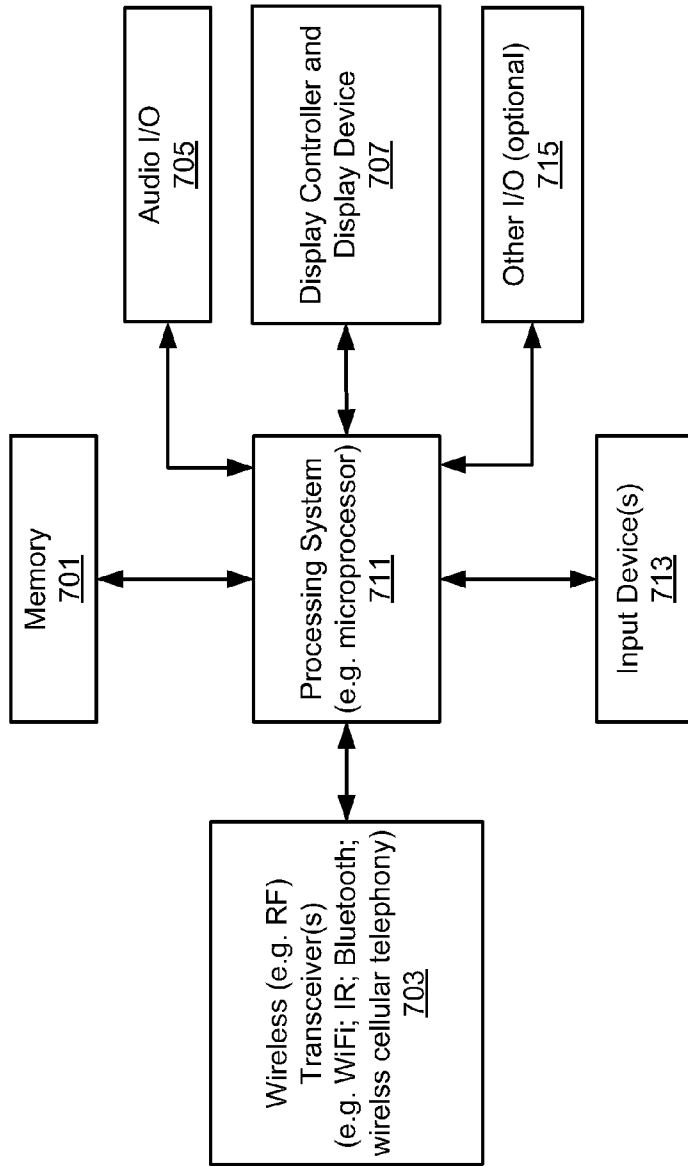 Memory
701
Audio I/O
705
Wireless (e.g. RF)
Transceiver(s)
(e.g. WiFi; IR; Bluetooth;
wirelss cellular telephony)
703
Processing System
(e.g. microprocessor)
711
Display Controller and
Display Device
707
Input Device(s)
713
Other I/O (optional)
715